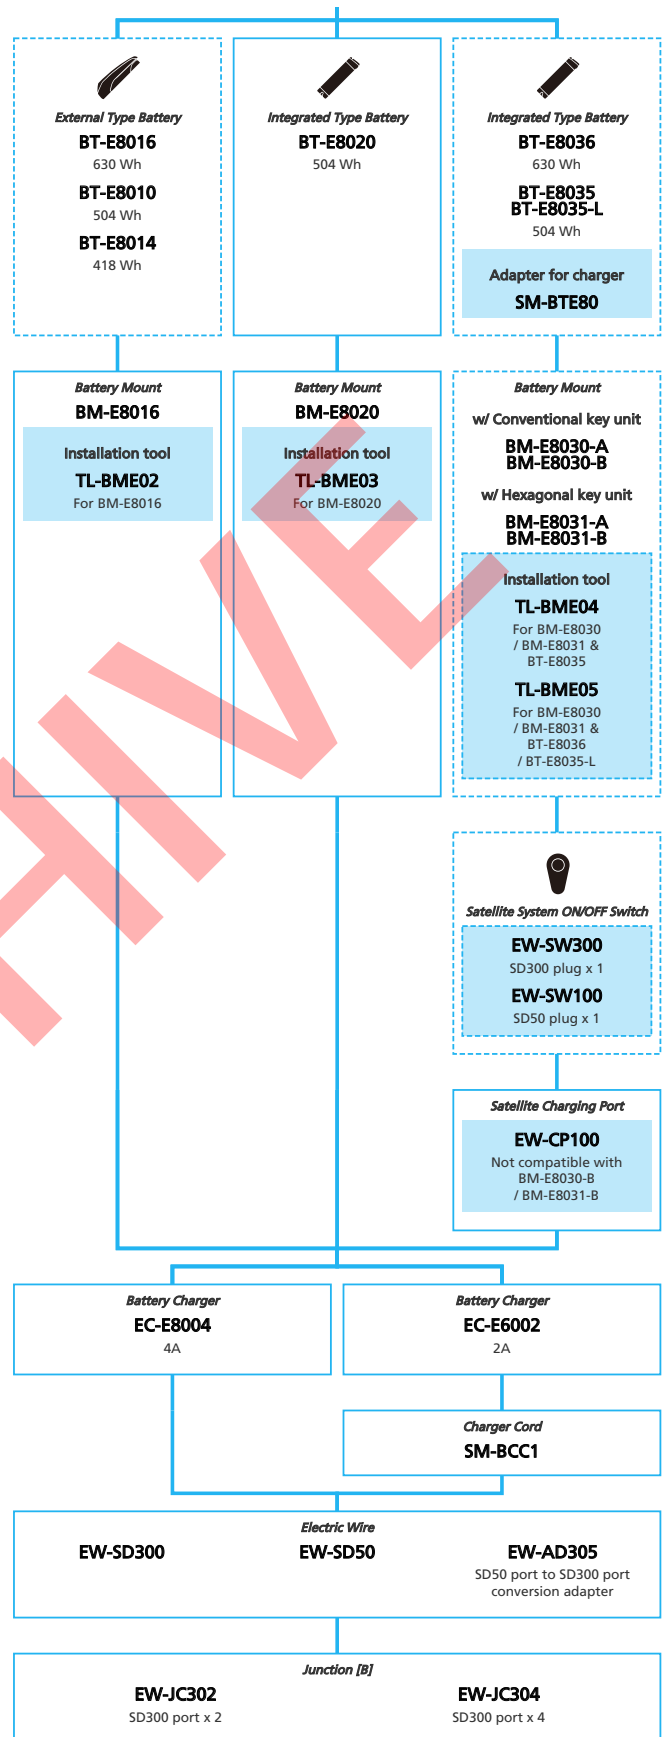 External Type Battery
BT-E8016
630 Wh
BT-E8010
504 Wh
BT-E8014
418 Wh
Integrated Type Battery
BT-E8020
504 Wh
Integrated Type Battery
BT-E8036
630 Wh
BT-E8035
BT-E8035-L
504 Wh
Adapter for charger
SM-BTE80
Battery Mount
BM-E8016
Installation tool
TL-BME02
For BM-E8016
Battery Mount
BM-E8020
Installation tool
TL-BME03
For BM-E8020
Battery Mount
w/ Conventional key unit
BM-E8030-A
BM-E8030-B
w/ Hexagonal key unit
BM-E8031-A
BM-E8031-B
Installation tool
TL-BME04
For BM-E8030
/ BM-E8031 &
BT-E8035
TL-BME05
For BM-E8030
/ BM-E8031 &
BT-E8036
/ BT-E8035-L
HIVE
Satellite System ON/OFF Switch
EW-SW300
SD300 plug x 1
EW-SW100
SD50 plug x 1
Satellite Charging Port
EW-CP100
Not compatible with
BM-E8030-B
/ BM-E8031-B
Battery Charger
EC-E8004
4A
Battery Charger
EC-E6002
2A
Charger Cord
SM-BCC1
Electric Wire
EW-SD300
EW-SD50
EW-AD305
SD50 port to SD300 port
conversion adapter
Junction [B]
EW-JC302
SD300 port x 2
EW-JC304
SD300 port x 4